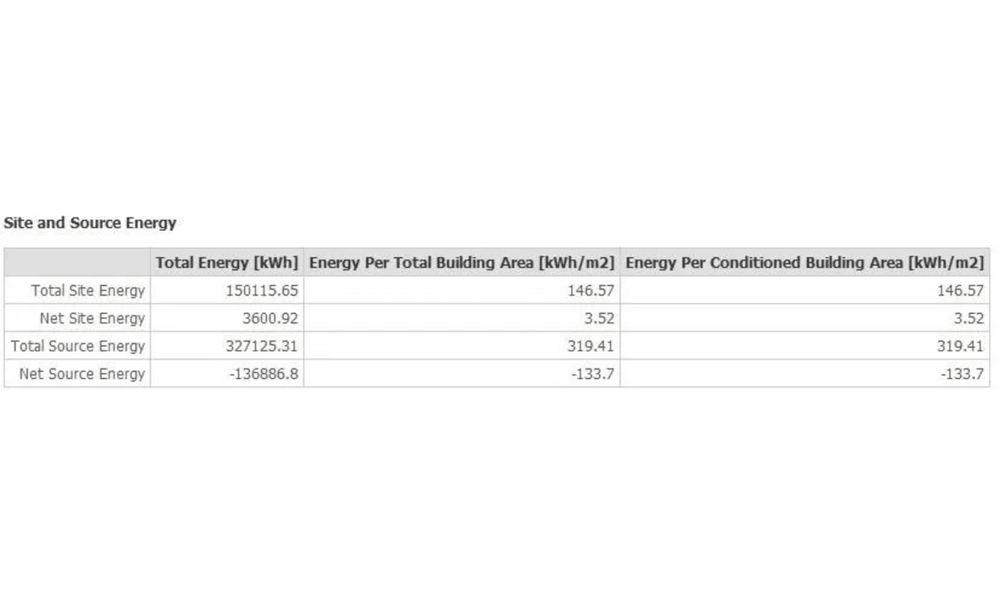 Site and Source Energy
Total Energy [kWh] Energy Per Total Building Area [kWh/m2] Energy Per Conditioned Building Area [kWh/m2]
Total Site Energy 150115.65 146.57 146.57
Net Site Energy 3600.92 3.52 3.52
Total Source Energy 327125.31 319.41 319.41
Net Source Energy -136886.8 -133.7 -133.7